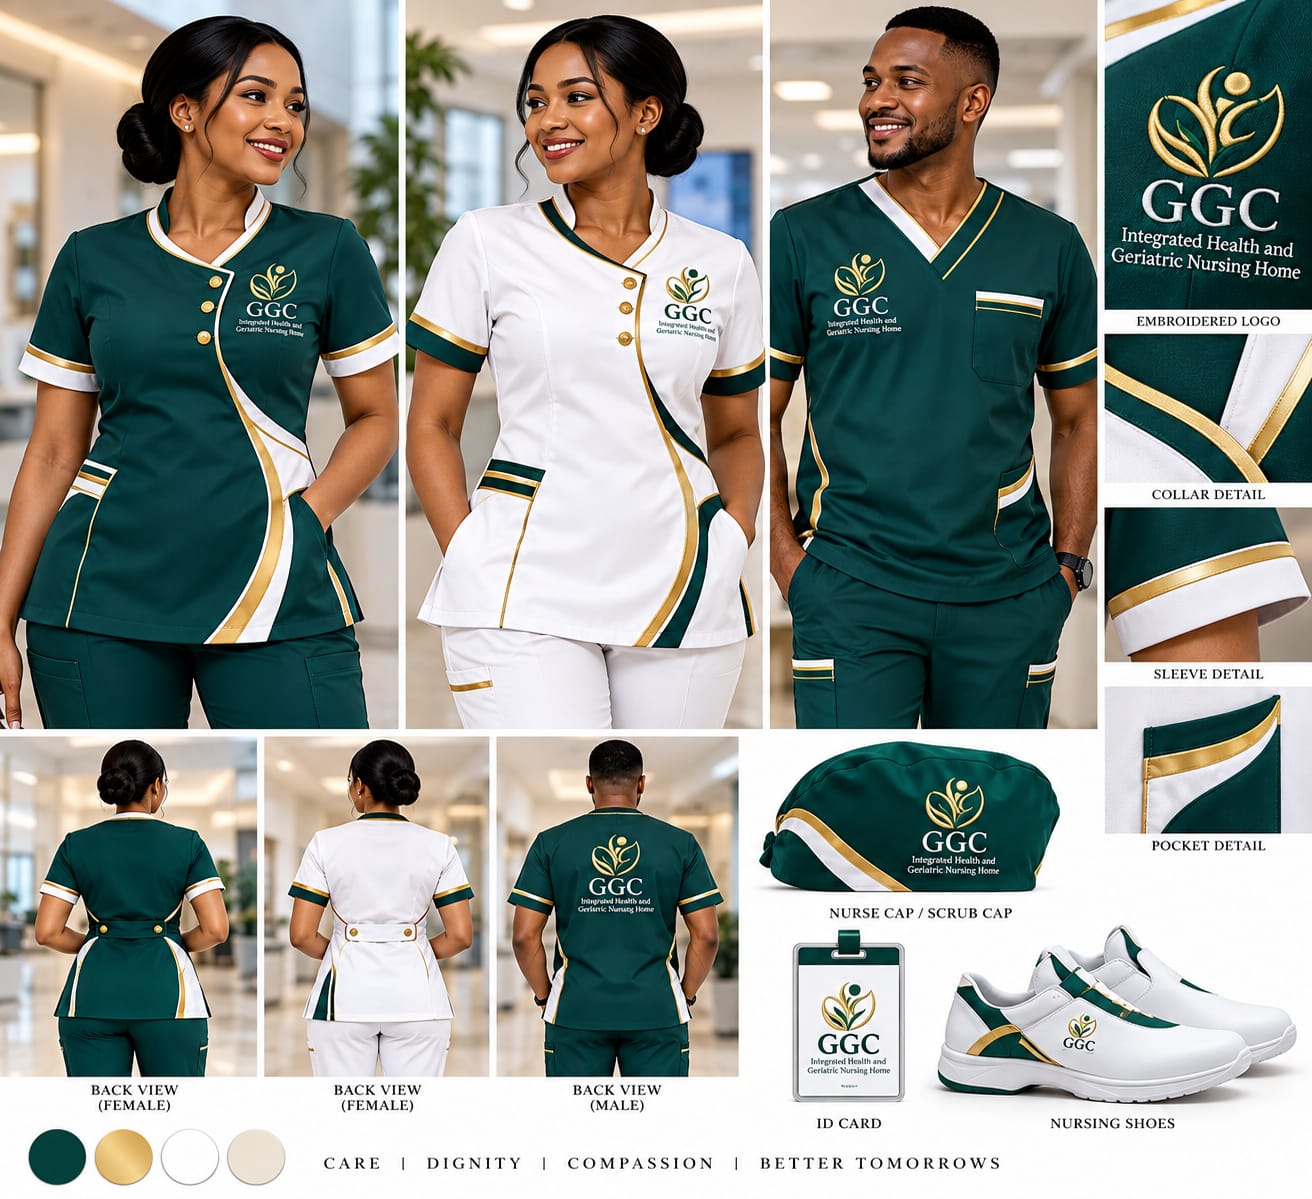 GGC
Integrated Health and
Geriatric Nursing Home
GGC
Integrated Health and
Geriatric Nursing Home
GGC
Integrated Health and
Geriatric Nursing Home
GGC
Integrated Health and
Geriatric Nursing Home
EMBROIDERED LOGO
COLLAR DETAIL
SLEEVE DETAIL
POCKET DETAIL
GGC
Integrated Health and
Geriatric Nursing Home
BACK VIEW
(FEMALE)
BACK VIEW
(FEMALE)
BACK VIEW
(MALE)
GGC
Integrated Health and
Geriatric Nursing Home
NURSE CAP / SCRUB CAP
GGC
Integrated Health and
Geriatric Nursing Home
ID CARD
GGC
NURSING SHOES
CARE | DIGNITY | COMPASSION | BETTER TOMORROWS